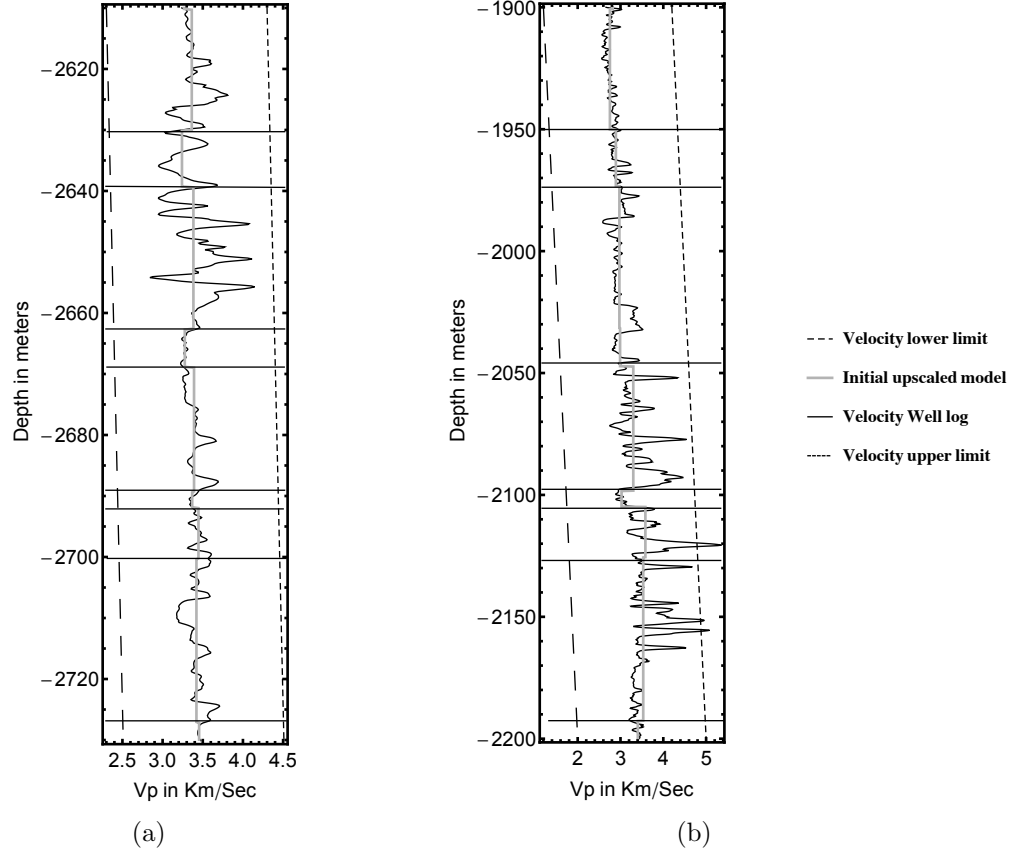 −2620
−2640
−2660
−2680
−2700
−2720
Depth in meters
2.5 3.0 3.5 4.0 4.5
Vp in Km/Sec
(a)
−1900
−1950
−2000
−2050
−2100
−2150
−2200
Depth in meters
2 3 4 5
Vp in Km/Sec
(b)
Velocity lower limit
Initial upscaled model
Velocity Well log
Velocity upper limit